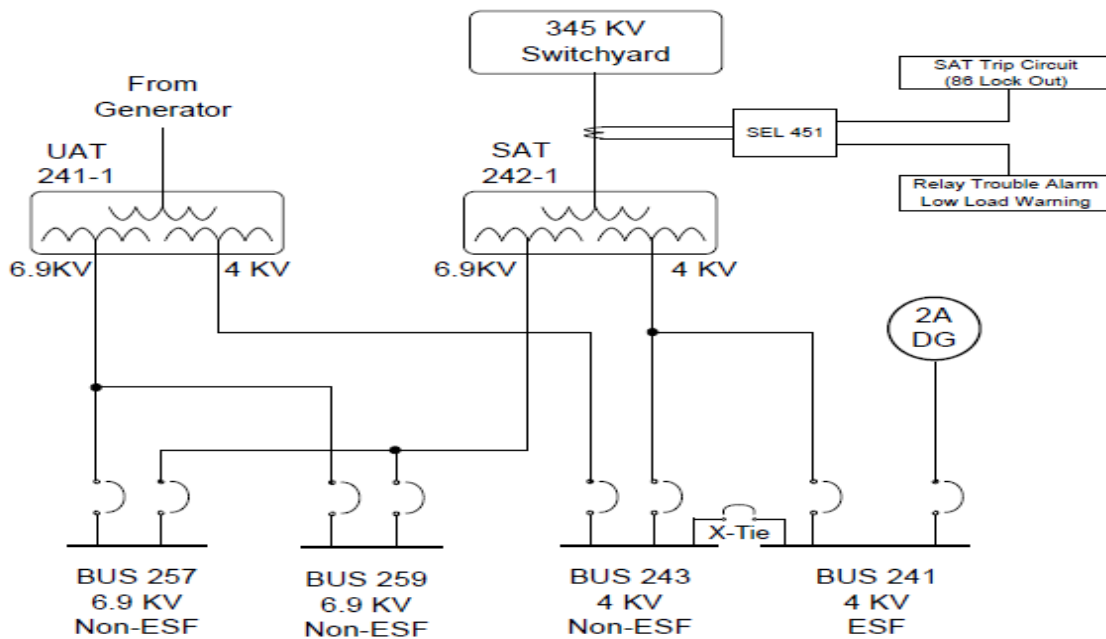 345 KV
Switchyard
SAT Trip Circuit
(86 Lock Out)
From
Generator
SEL 451
UAT
241-1
SAT
242-1
Relay Trouble Alarm
Low Load Warning
6.9KV
4 KV
6.9KV
4 KV
2A
DG
X-Tie
BUS 257
6.9 KV
Non-ESF
BUS 259
6.9 KV
Non-ESF
BUS 243
4 KV
Non-ESF
BUS 241
4 KV
ESF